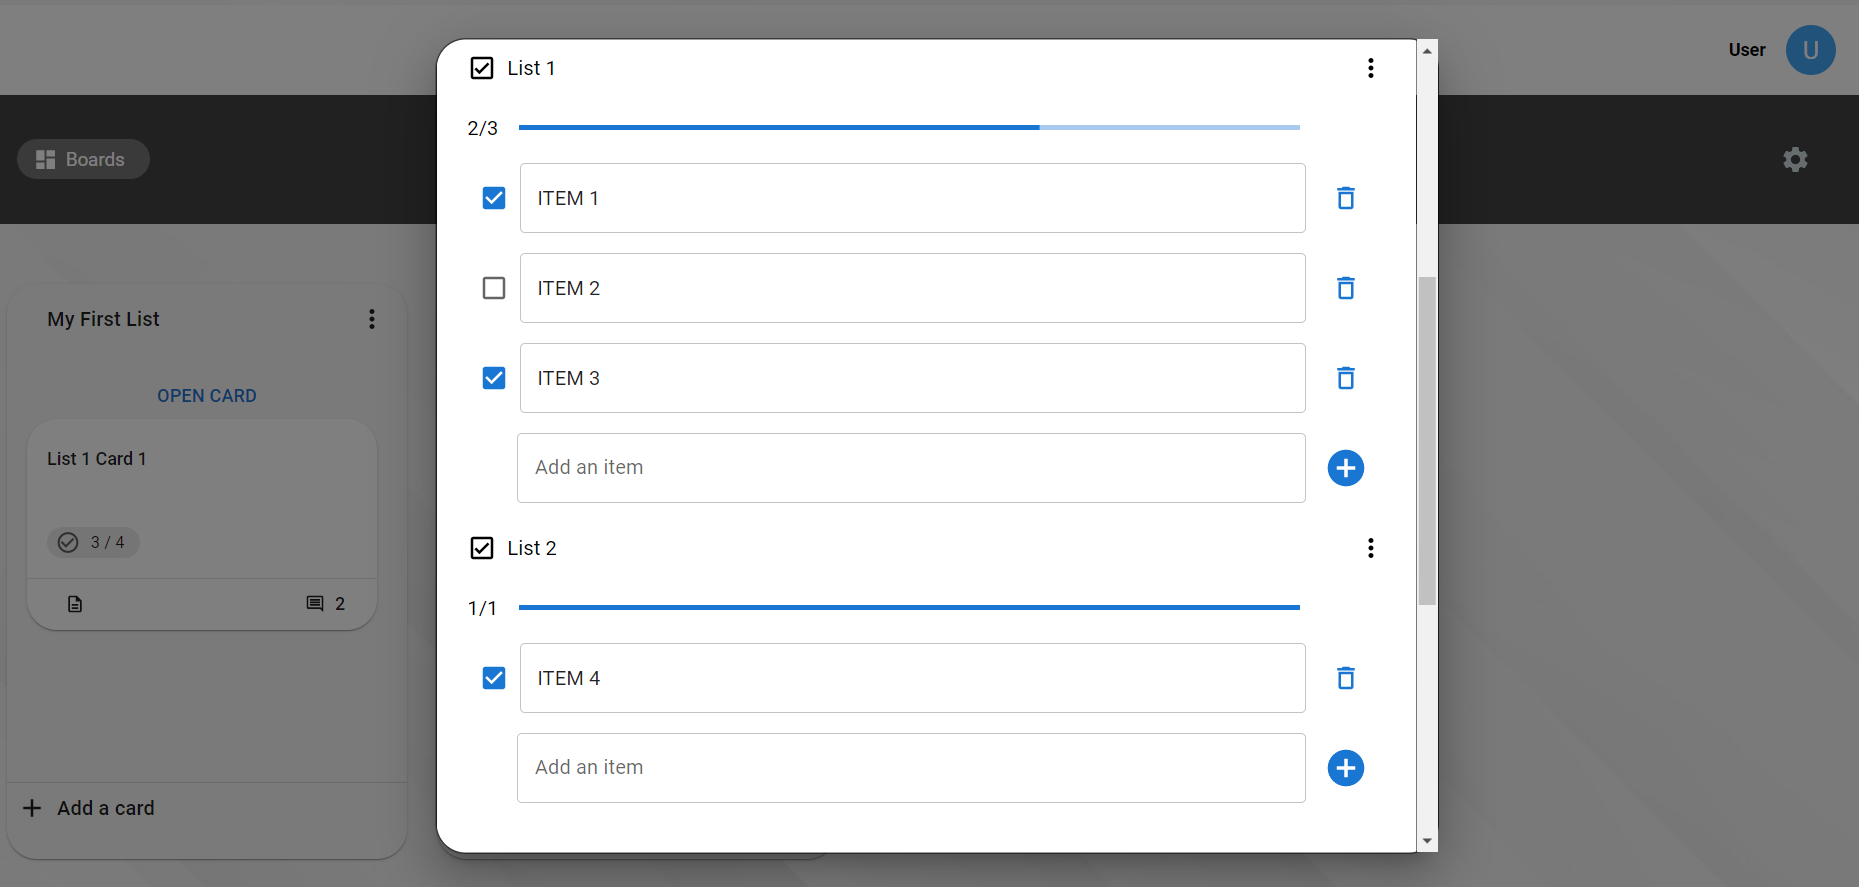 User
U
Boards
My First List
OPEN CARD
List 1 Card 1
3 / 4
2
Add a card
List 1
2/3
ITEM 1
ITEM 2
ITEM 3
Add an item
List 2
1/1
ITEM 4
Add an item